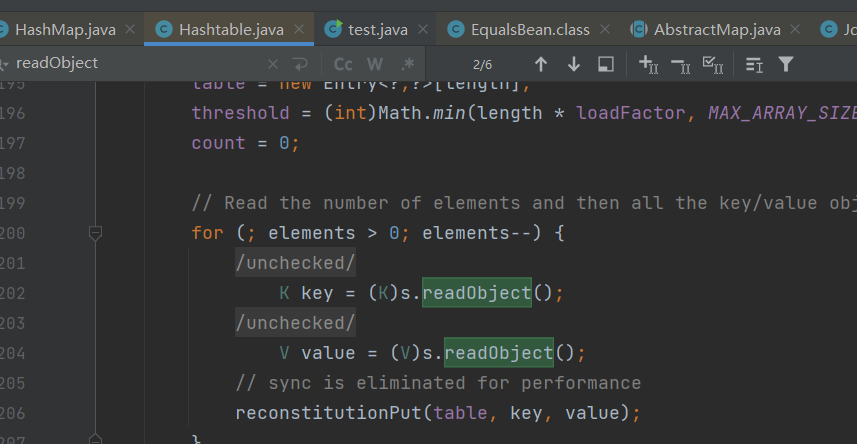 HashMap.java Hashtable.java test.java EqualsBean.class AbstractMap.java
readObject Cc W .* 2/6
195 table = new Entry<?,?>[length];
196 threshold = (int)Math.min(length * loadFactor, MAX_ARRAY_SIZE
197 count = 0;
198
199 // Read the number of elements and then all the key/value obj
200 for (; elements > 0; elements--) {
201 /unchecked/
202 K key = (K)s.readObject();
203 /unchecked/
204 V value = (V)s.readObject();
205 // sync is eliminated for performance
206 reconstitutionPut(table, key, value);
207 }